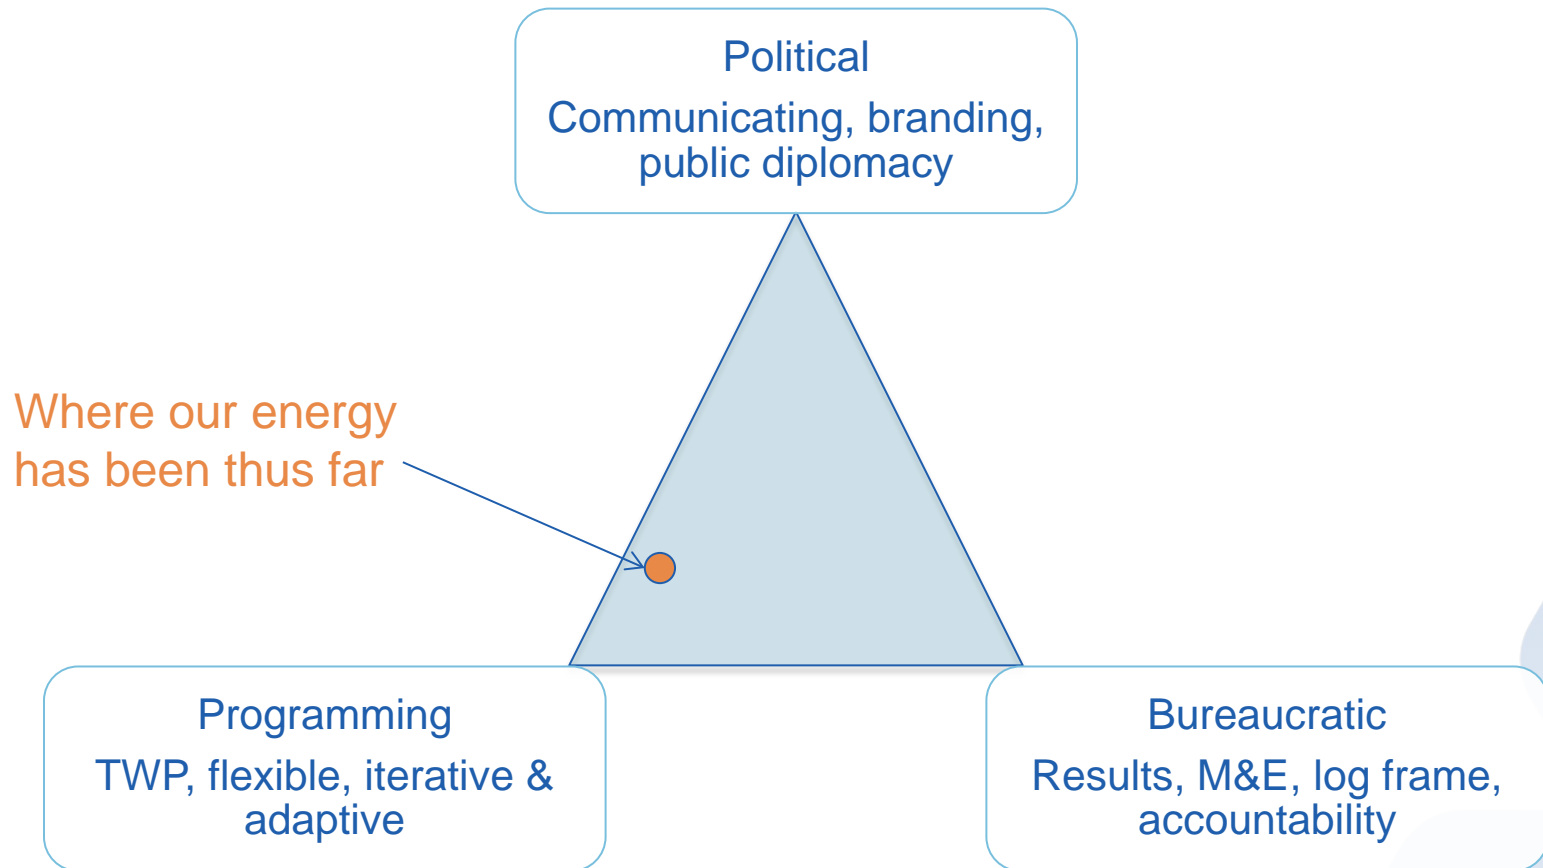 Political
Communicating, branding,
public diplomacy
Where our energy
has been thus far
Programming
TWP, flexible, iterative &
adaptive
Bureaucratic
Results, M&E, log frame,
accountability